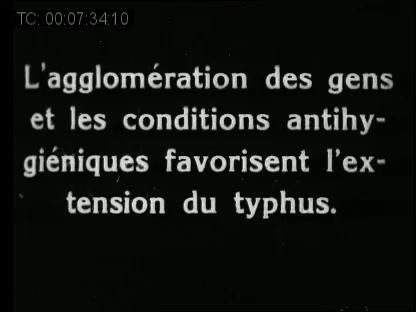 TC: 00:07:34:10
L'agglomération des gens
et les conditions antihy-
giéniques favorisent l'ex-
tension du typhus.